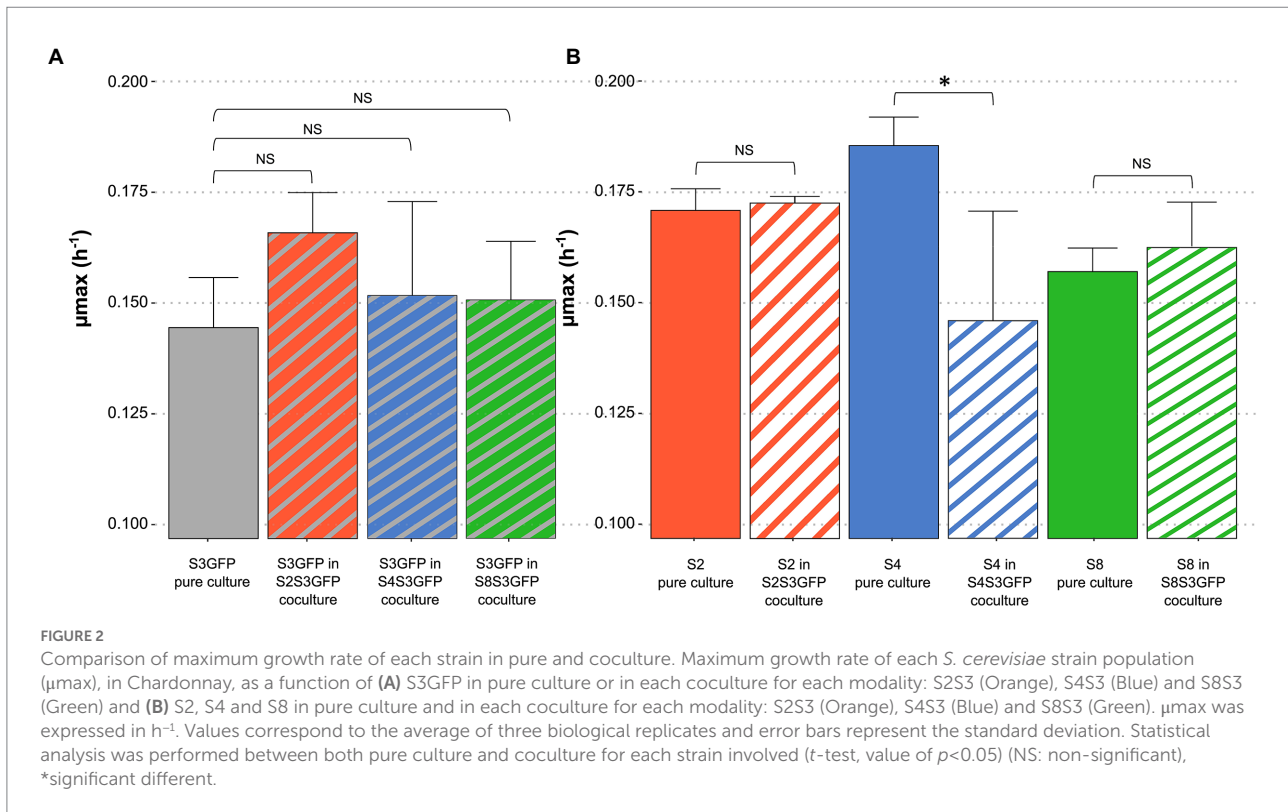 A
B
0.200
0.175
0.150
0.125
0.100
µmax (h⁻¹)
NS
NS
NS
S3GFP
pure culture
S3GFP in
S2S3GFP
coculture
S3GFP in
S4S3GFP
coculture
S3GFP in
S8S3GFP
coculture
0.200
0.175
0.150
0.125
0.100
µmax (h⁻¹)
NS
*
NS
S2
pure culture
S2 in
S2S3GFP
coculture
S4
pure culture
S4 in
S4S3GFP
coculture
S8
pure culture
S8 in
S8S3GFP
coculture
FIGURE 2
Comparison of maximum growth rate of each strain in pure and coculture. Maximum growth rate of each S. cerevisiae strain population
(µmax), in Chardonnay, as a function of (A) S3GFP in pure culture or in each coculture for each modality: S2S3 (Orange), S4S3 (Blue) and S8S3
(Green) and (B) S2, S4 and S8 in pure culture and in each coculture for each modality: S2S3 (Orange), S4S3 (Blue) and S8S3 (Green). µmax was
expressed in h⁻¹. Values correspond to the average of three biological replicates and error bars represent the standard deviation. Statistical
analysis was performed between both pure culture and coculture for each strain involved (t-test, value of p<0.05) (NS: non-significant),
*significant different.